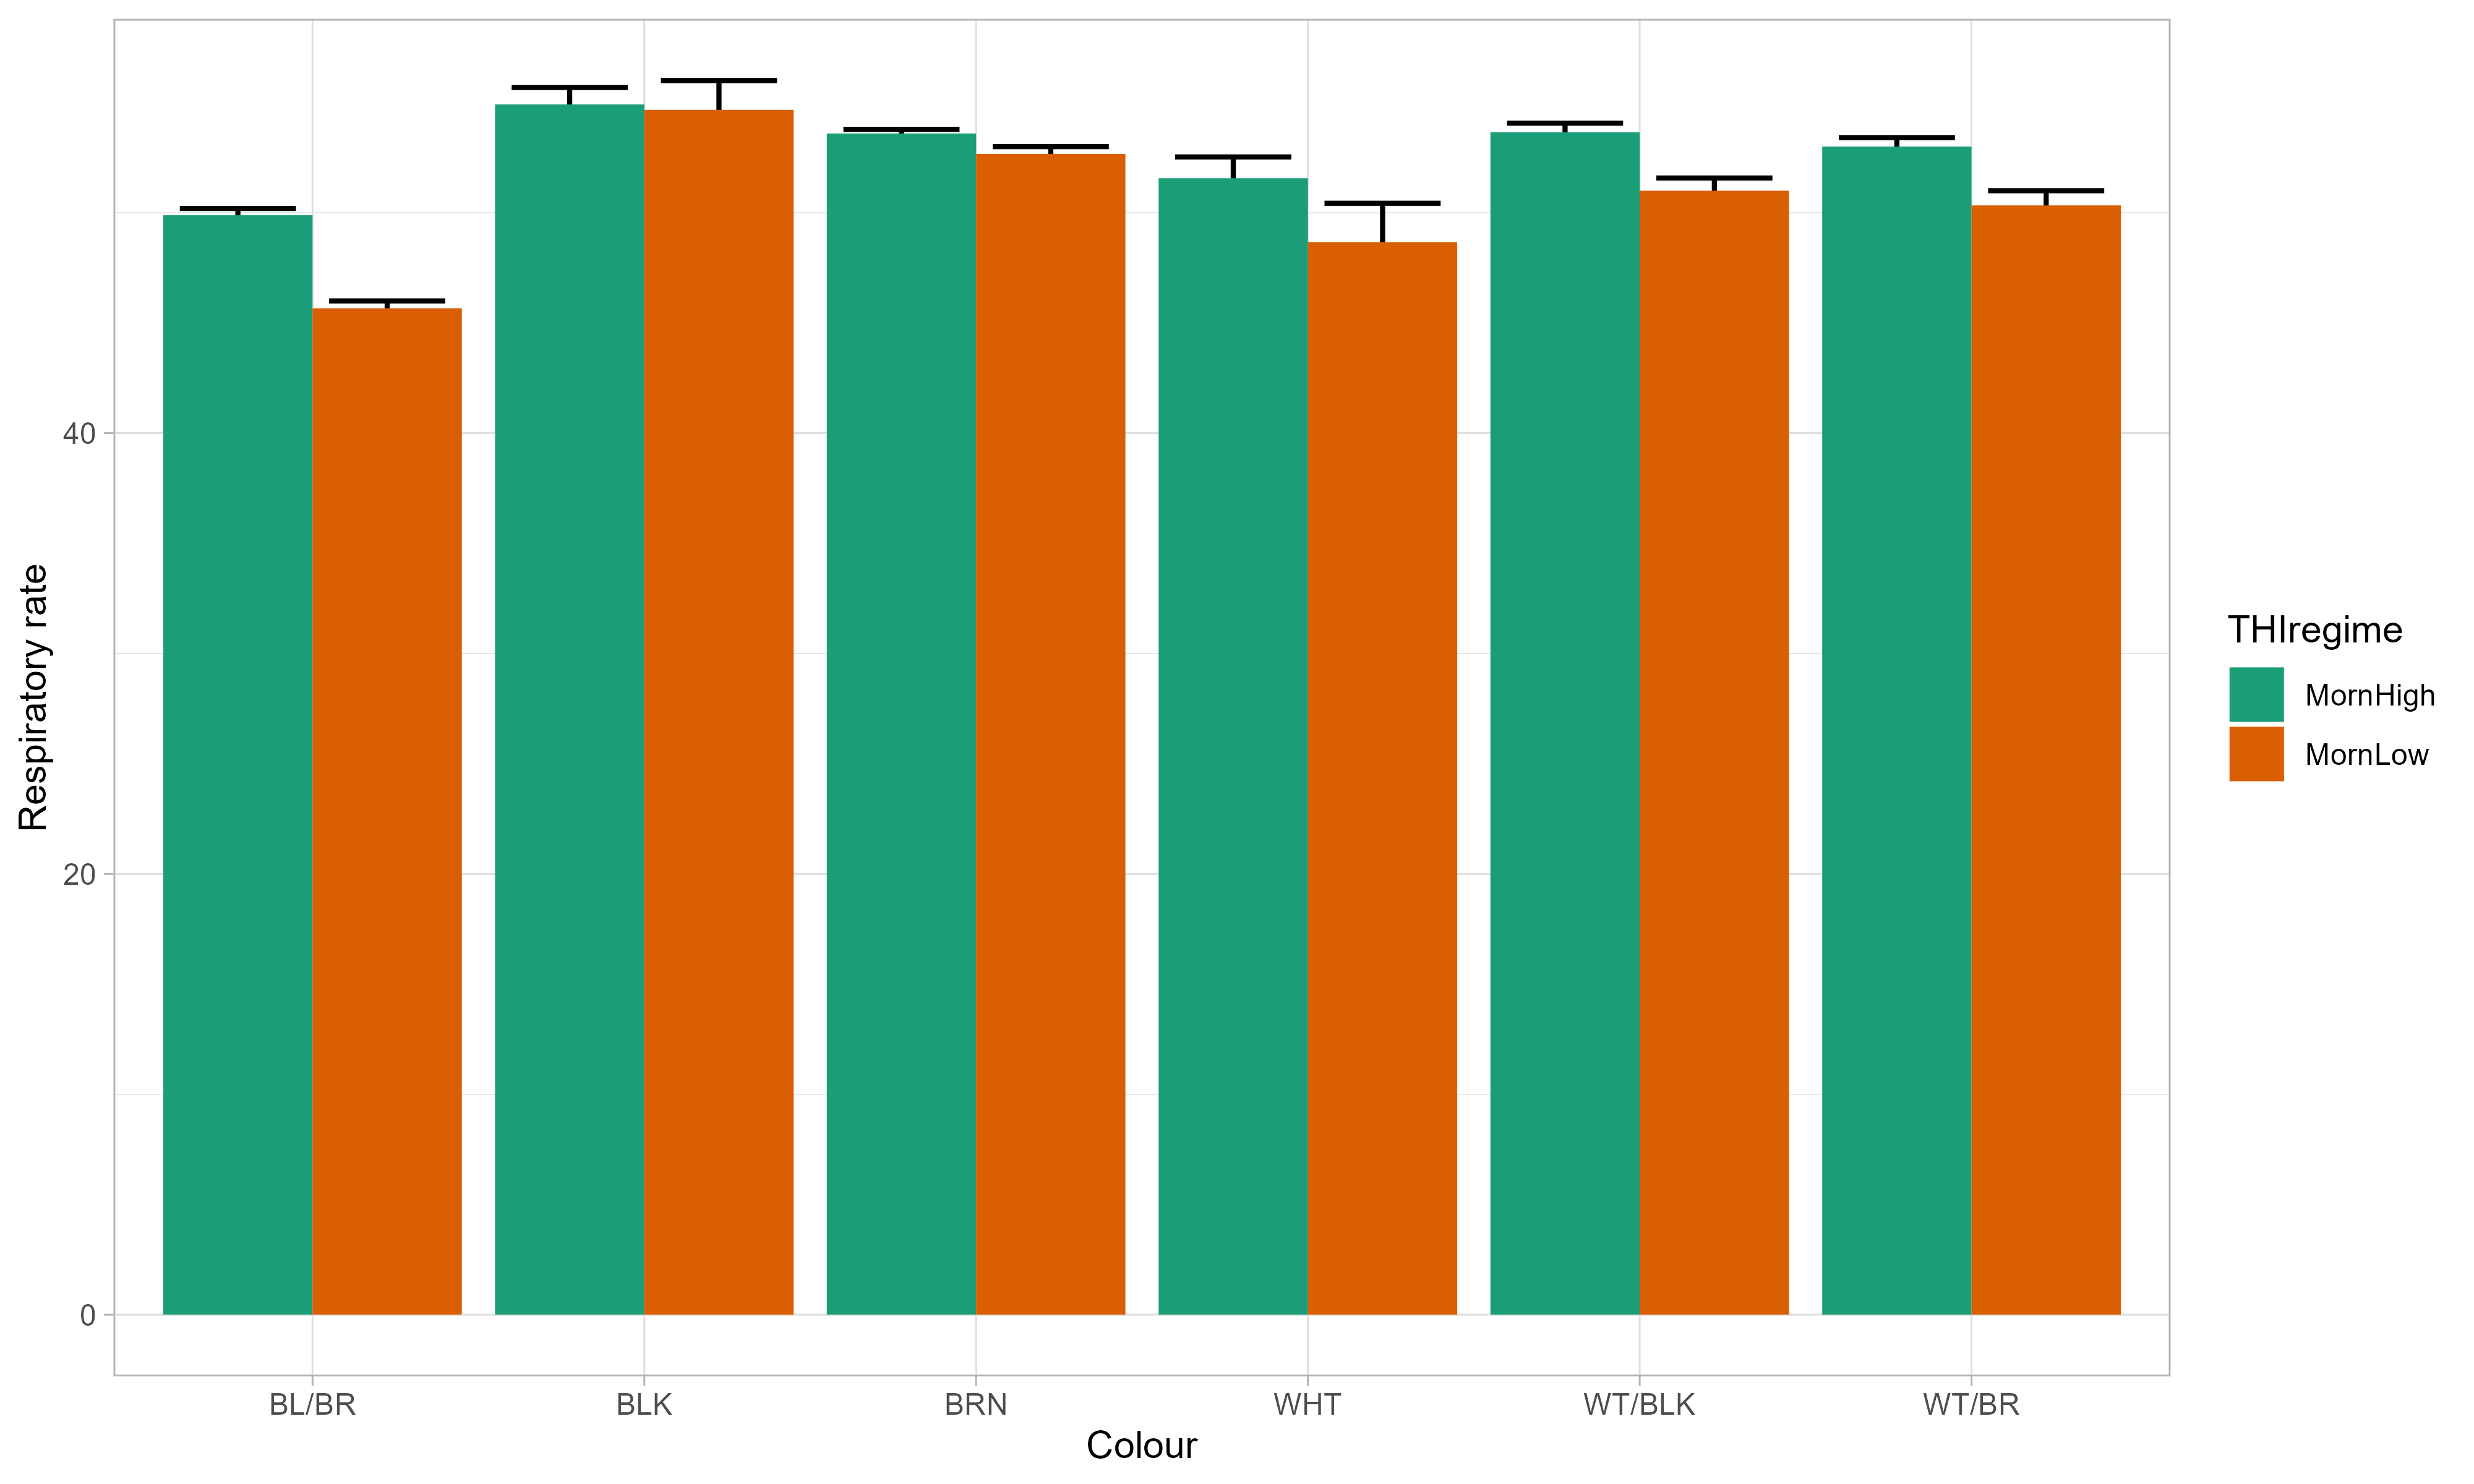 Respiratory rate
40
20
0
BL/BR
BLK
BRN
WHT
WT/BLK
WT/BR
Colour
THIregime
MornHigh
MornLow